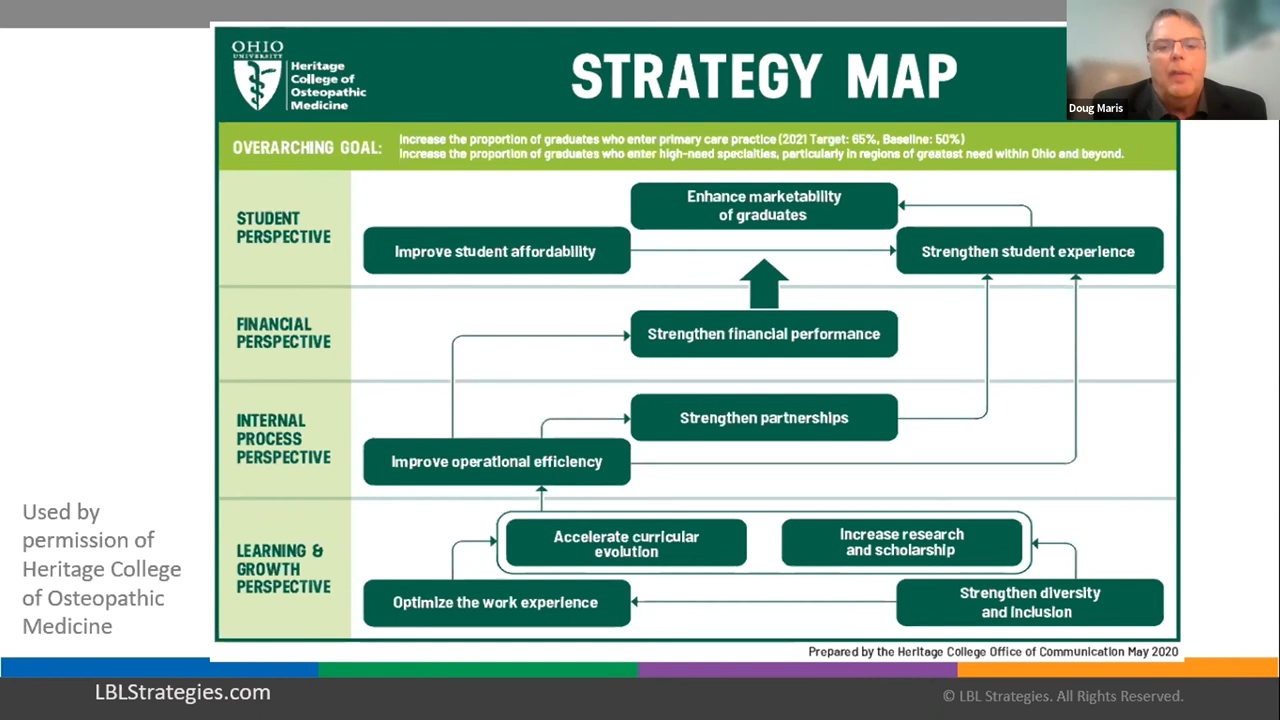 OHIO
UNIVERSITY
Heritage
College of
Osteopathic
Medicine
STRATEGY MAP
Doug Maris
OVERARCHING GOAL:
Increase the proportion of graduates who enter primary care practice (2021 Target: 65%, Baseline: 50%)
Increase the proportion of graduates who enter high-need specialties, particularly in regions of greatest need within Ohio and beyond.
STUDENT
PERSPECTIVE
Enhance marketability
of graduates
Improve student affordability
Strengthen student experience
FINANCIAL
PERSPECTIVE
Strengthen financial performance
INTERNAL
PROCESS
PERSPECTIVE
Strengthen partnerships
Improve operational efficiency
LEARNING &
GROWTH
PERSPECTIVE
Accelerate curricular
evolution
Increase research
and scholarship
Optimize the work experience
Strengthen diversity
and inclusion
Used by
permission of
Heritage College
of Osteopathic
Medicine
Prepared by the Heritage College Office of Communication May 2020
LBLStrategies.com
© LBL Strategies. All Rights Reserved.